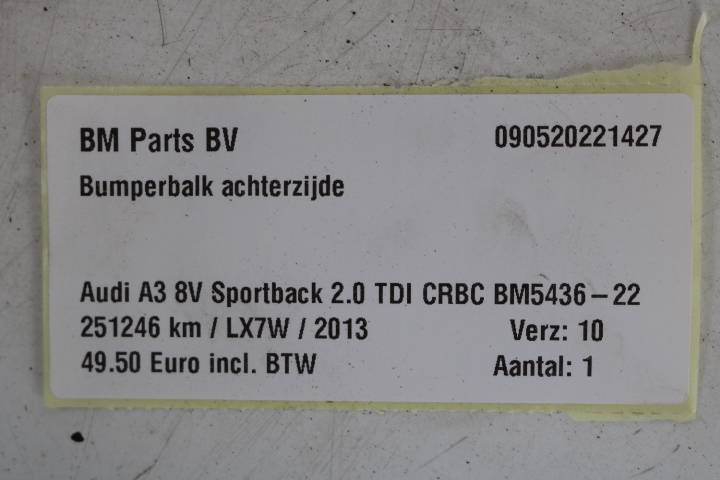 BM Parts BV 090520221427
Bumperbalk achterzijde
Audi A3 8V Sportback 2.0 TDI CRBC BM5436-22
251246 km / LX7W / 2013 Verz: 10
49.50 Euro incl. BTW Aantal: 1